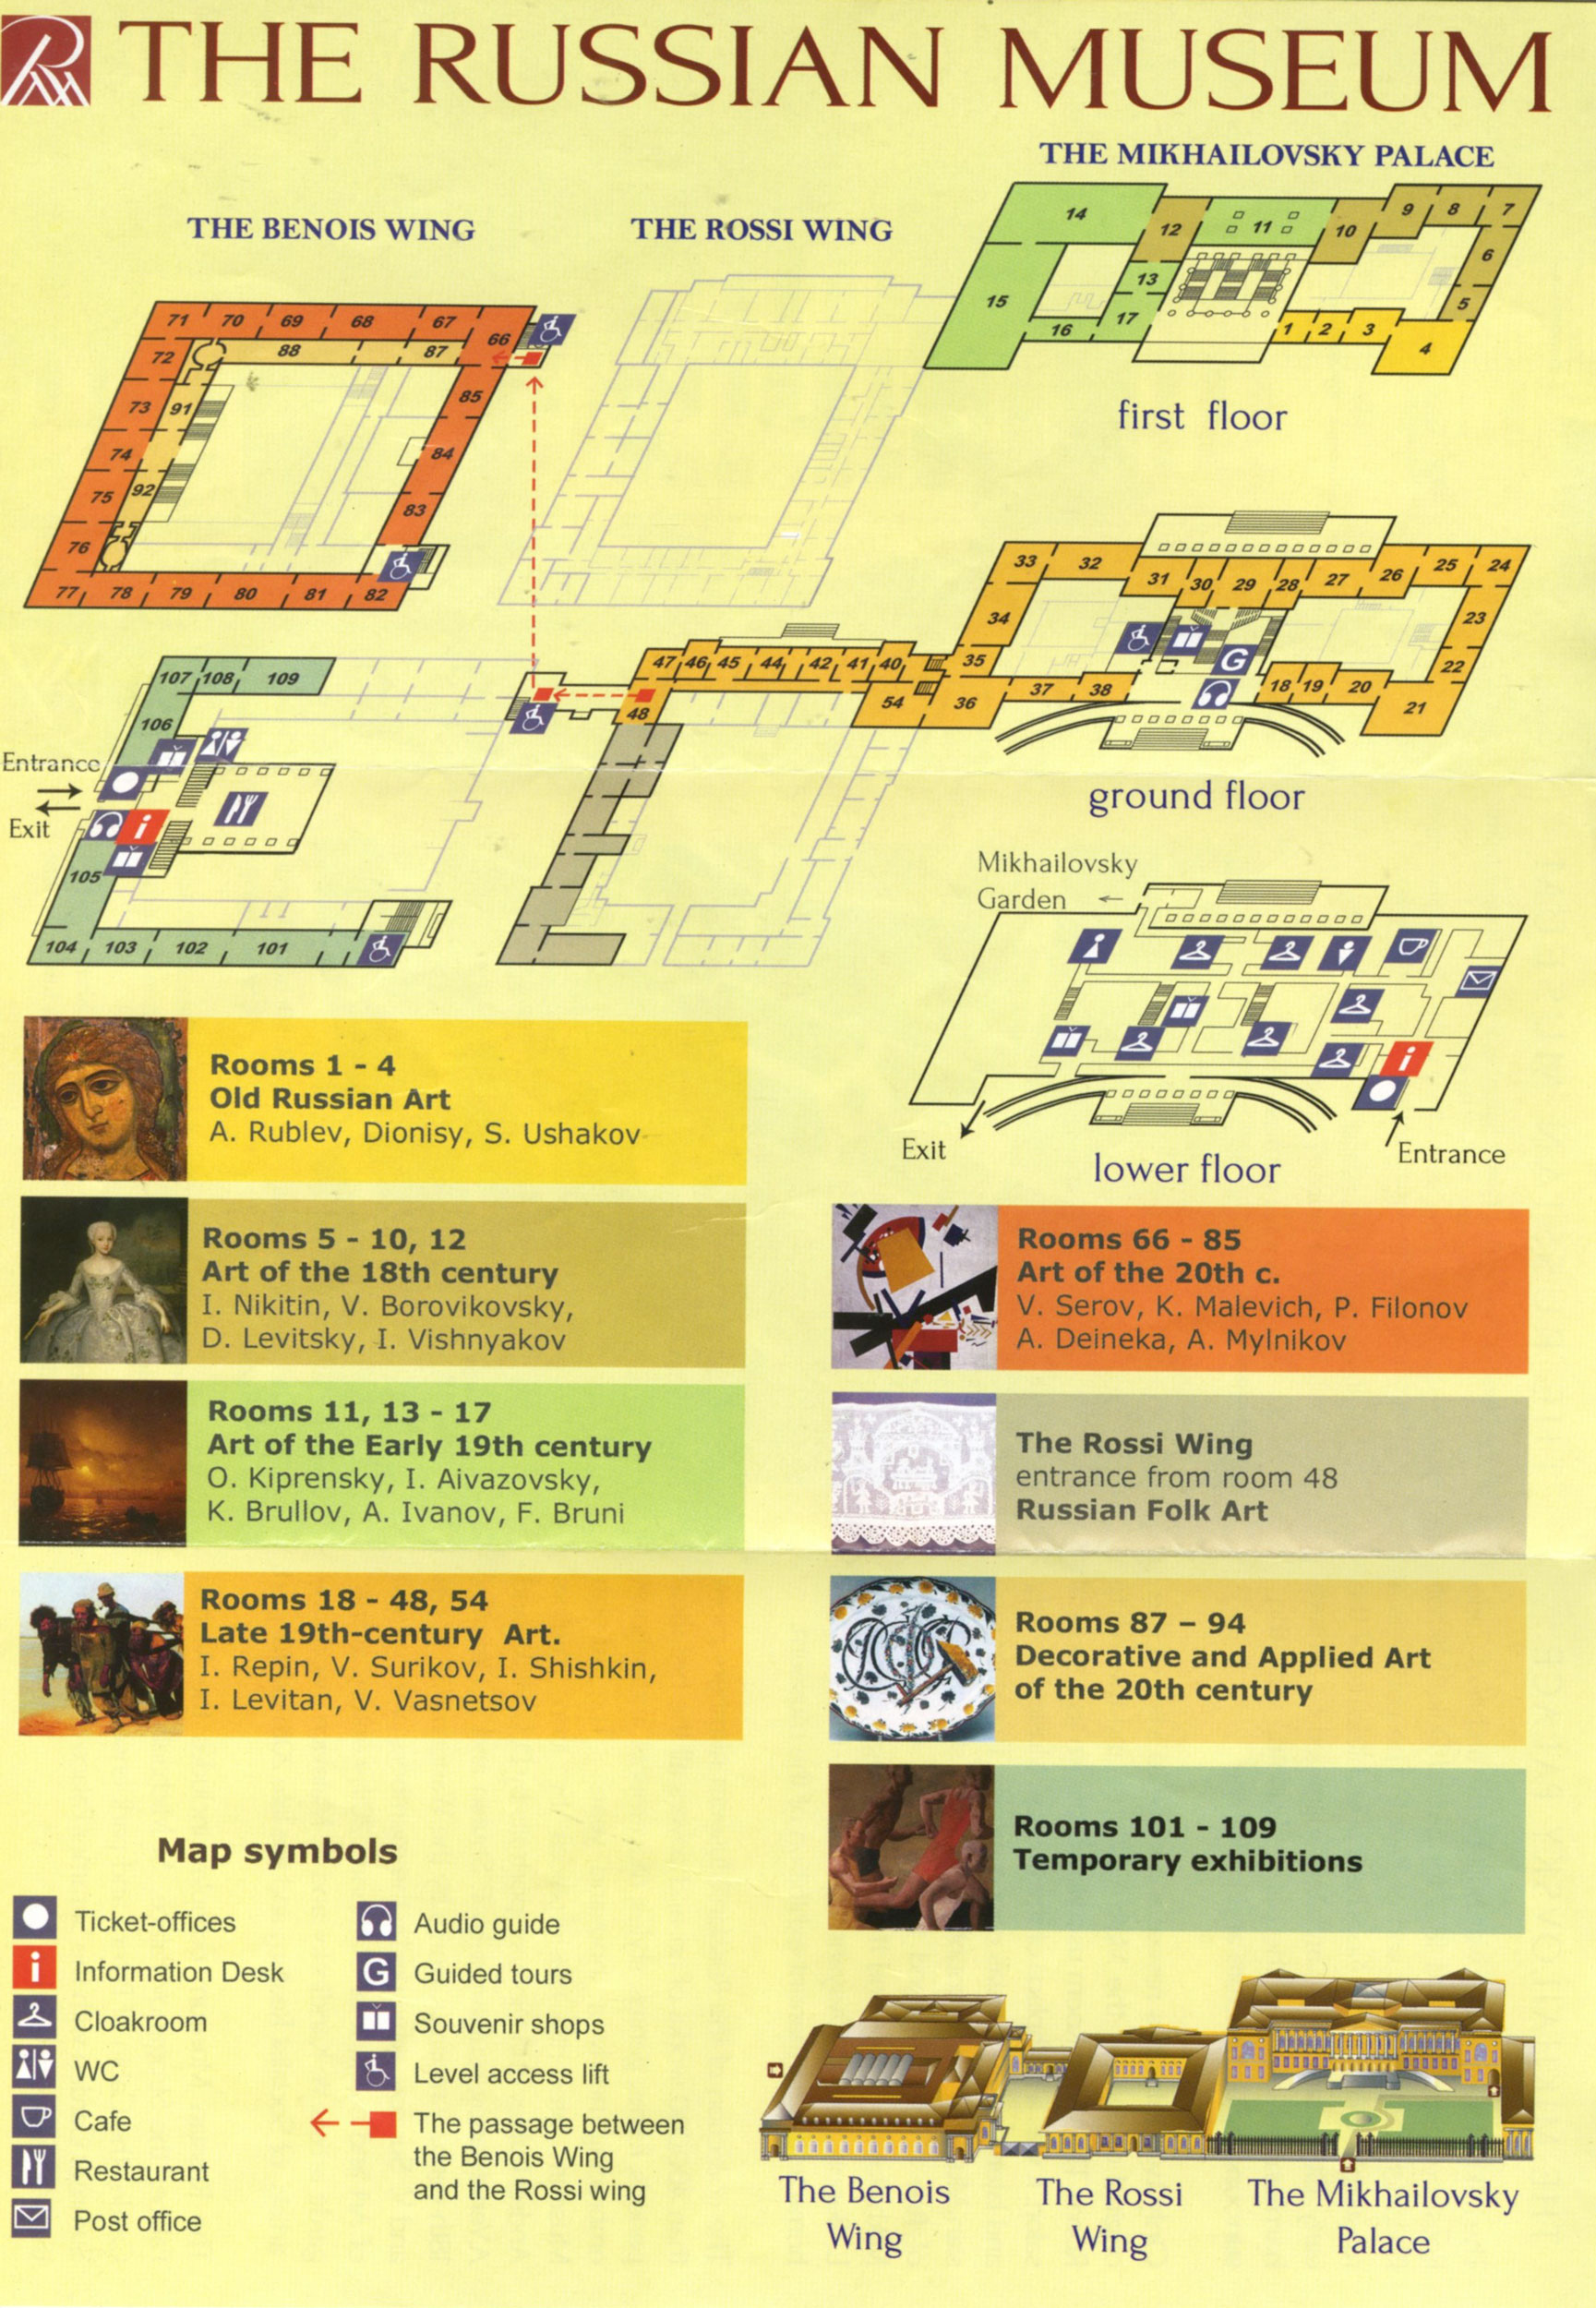 THE RUSSIAN MUSEUM
THE MIKHAILOVSKY PALACE
THE BENOIS WING
THE ROSSI WING
14
12
11
10
9
8
7
6
5
13
15
16
17
1
2
3
4
first floor
71
70
69
68
67
66
72
88
87
73
91
85
74
84
75
92
83
76
77
78
79
80
81
82
33
32
31
30
29
28
27
26
25
24
34
23
35
22
47
46
45
44
42
41
40
48
54
36
37
38
G
18
19
20
21
ground floor
107
108
109
106
Entrance
Exit
i
105
104
103
102
101
Mikhailovsky
Garden
i
Exit
Entrance
lower floor
Rooms 1 - 4
Old Russian Art
A. Rublev, Dionisy, S. Ushakov
Rooms 5 - 10, 12
Art of the 18th century
I. Nikitin, V. Borovikovsky,
D. Levitsky, I. Vishnyakov
Rooms 11, 13 - 17
Art of the Early 19th century
O. Kiprensky, I. Aivazovsky,
K. Brullov, A. Ivanov, F. Bruni
Rooms 18 - 48, 54
Late 19th-century Art.
I. Repin, V. Surikov, I. Shishkin,
I. Levitan, V. Vasnetsov
Rooms 66 - 85
Art of the 20th c.
V. Serov, K. Malevich, P. Filonov
A. Deineka, A. Mylnikov
The Rossi Wing
entrance from room 48
Russian Folk Art
Rooms 87 – 94
Decorative and Applied Art
of the 20th century
Rooms 101 - 109
Temporary exhibitions
Map symbols
Ticket-offices
i Information Desk
Cloakroom
WC
Cafe
Restaurant
Post office
Audio guide
G Guided tours
Souvenir shops
Level access lift
The passage between
the Benois Wing
and the Rossi wing
The Benois
Wing
The Rossi
Wing
The Mikhailovsky
Palace